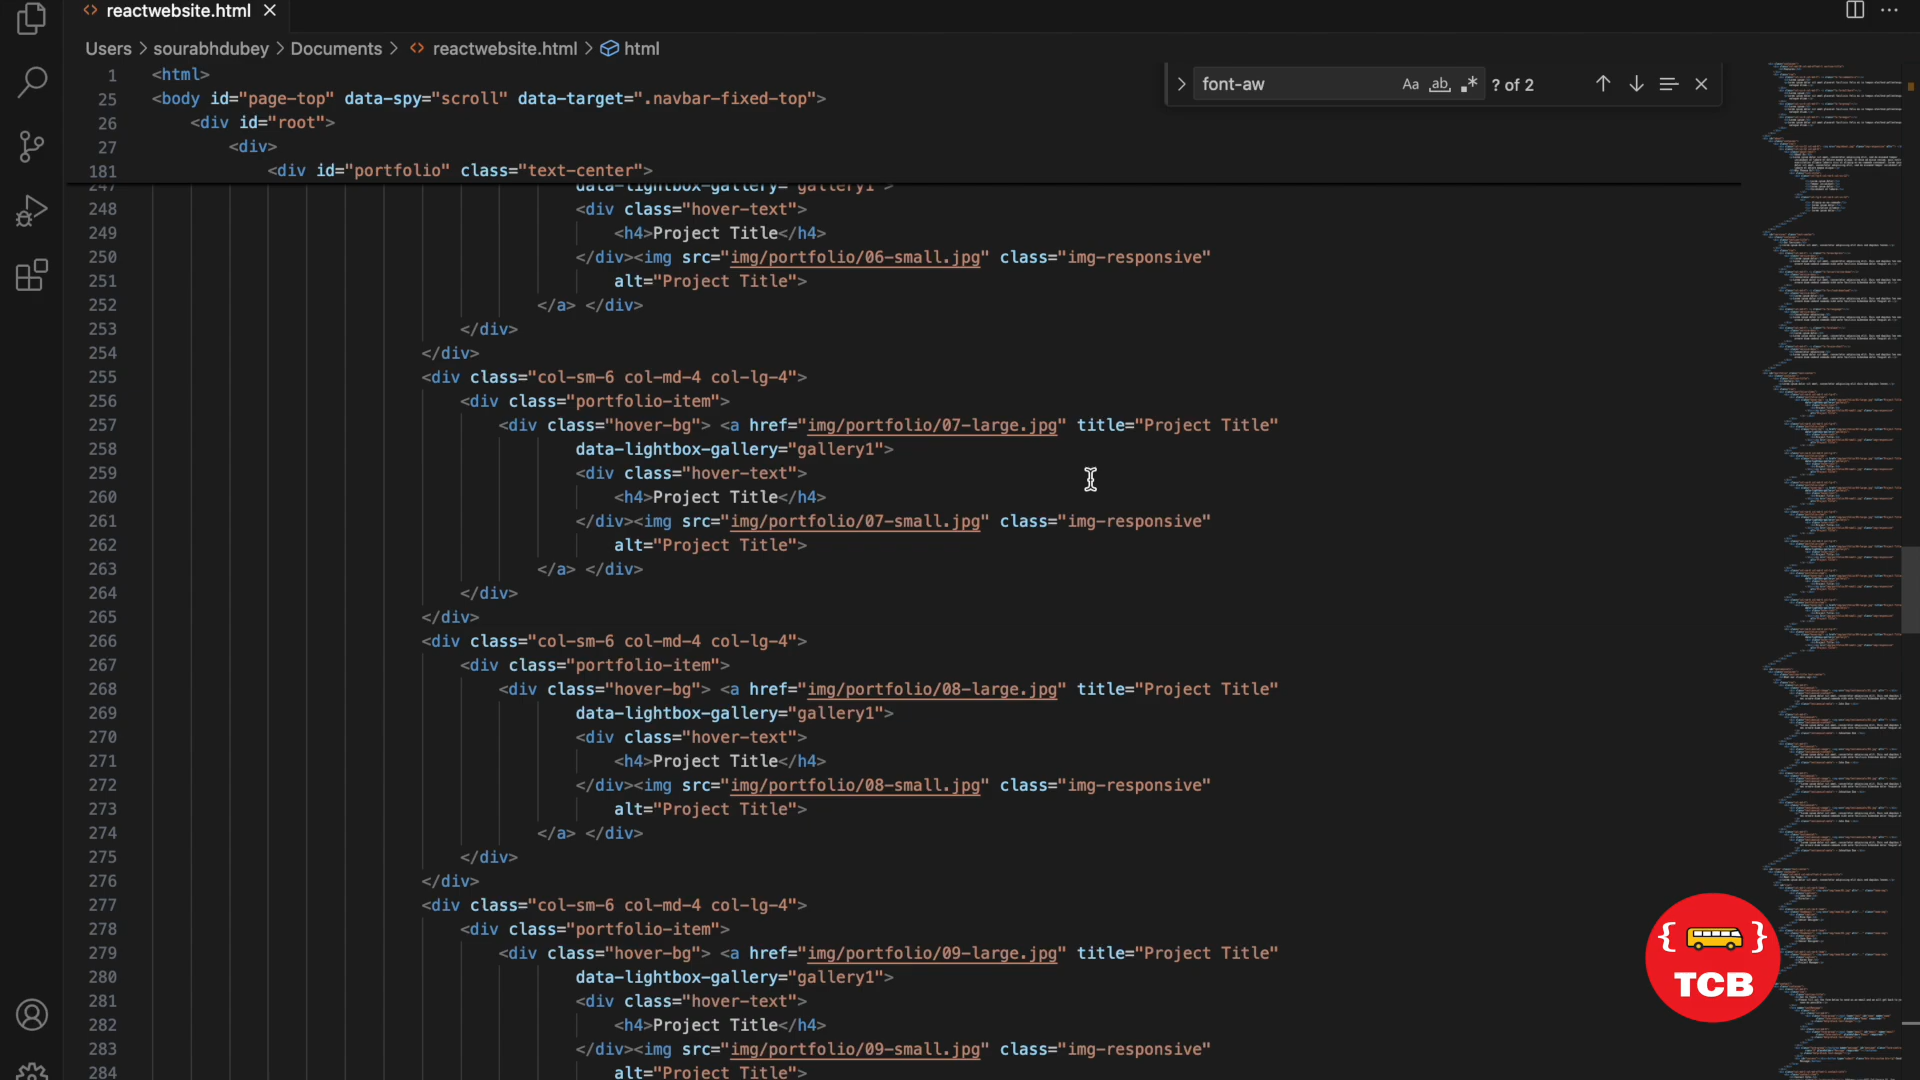 reactwebsite.html
Users > sourabhdubey > Documents > reactwebsite.html > html
font-aw
Aa ab ? of 2
1 <html>
25 <body id="page-top" data-spy="scroll" data-target=".navbar-fixed-top">
26 <div id="root">
27 <div>
181 <div id="portfolio" class="text-center">
247 data-lightbox-gallery="gallery1">
248 <div class="hover-text">
249 <h4>Project Title</h4>
250 </div><img src="img/portfolio/06-small.jpg" class="img-responsive"
251 alt="Project Title">
252 </a> </div>
253 </div>
254 </div>
255 <div class="col-sm-6 col-md-4 col-lg-4">
256 <div class="portfolio-item">
257 <div class="hover-bg"> <a href="img/portfolio/07-large.jpg" title="Project Title"
258 data-lightbox-gallery="gallery1">
259 <div class="hover-text">
260 <h4>Project Title</h4>
261 </div><img src="img/portfolio/07-small.jpg" class="img-responsive"
262 alt="Project Title">
263 </a> </div>
264 </div>
265 </div>
266 <div class="col-sm-6 col-md-4 col-lg-4">
267 <div class="portfolio-item">
268 <div class="hover-bg"> <a href="img/portfolio/08-large.jpg" title="Project Title"
269 data-lightbox-gallery="gallery1">
270 <div class="hover-text">
271 <h4>Project Title</h4>
272 </div><img src="img/portfolio/08-small.jpg" class="img-responsive"
273 alt="Project Title">
274 </a> </div>
275 </div>
276 </div>
277 <div class="col-sm-6 col-md-4 col-lg-4">
278 <div class="portfolio-item">
279 <div class="hover-bg"> <a href="img/portfolio/09-large.jpg" title="Project Title"
280 data-lightbox-gallery="gallery1">
281 <div class="hover-text">
282 <h4>Project Title</h4>
283 </div><img src="img/portfolio/09-small.jpg" class="img-responsive"
284 alt="Project Title">
{ }
TCB